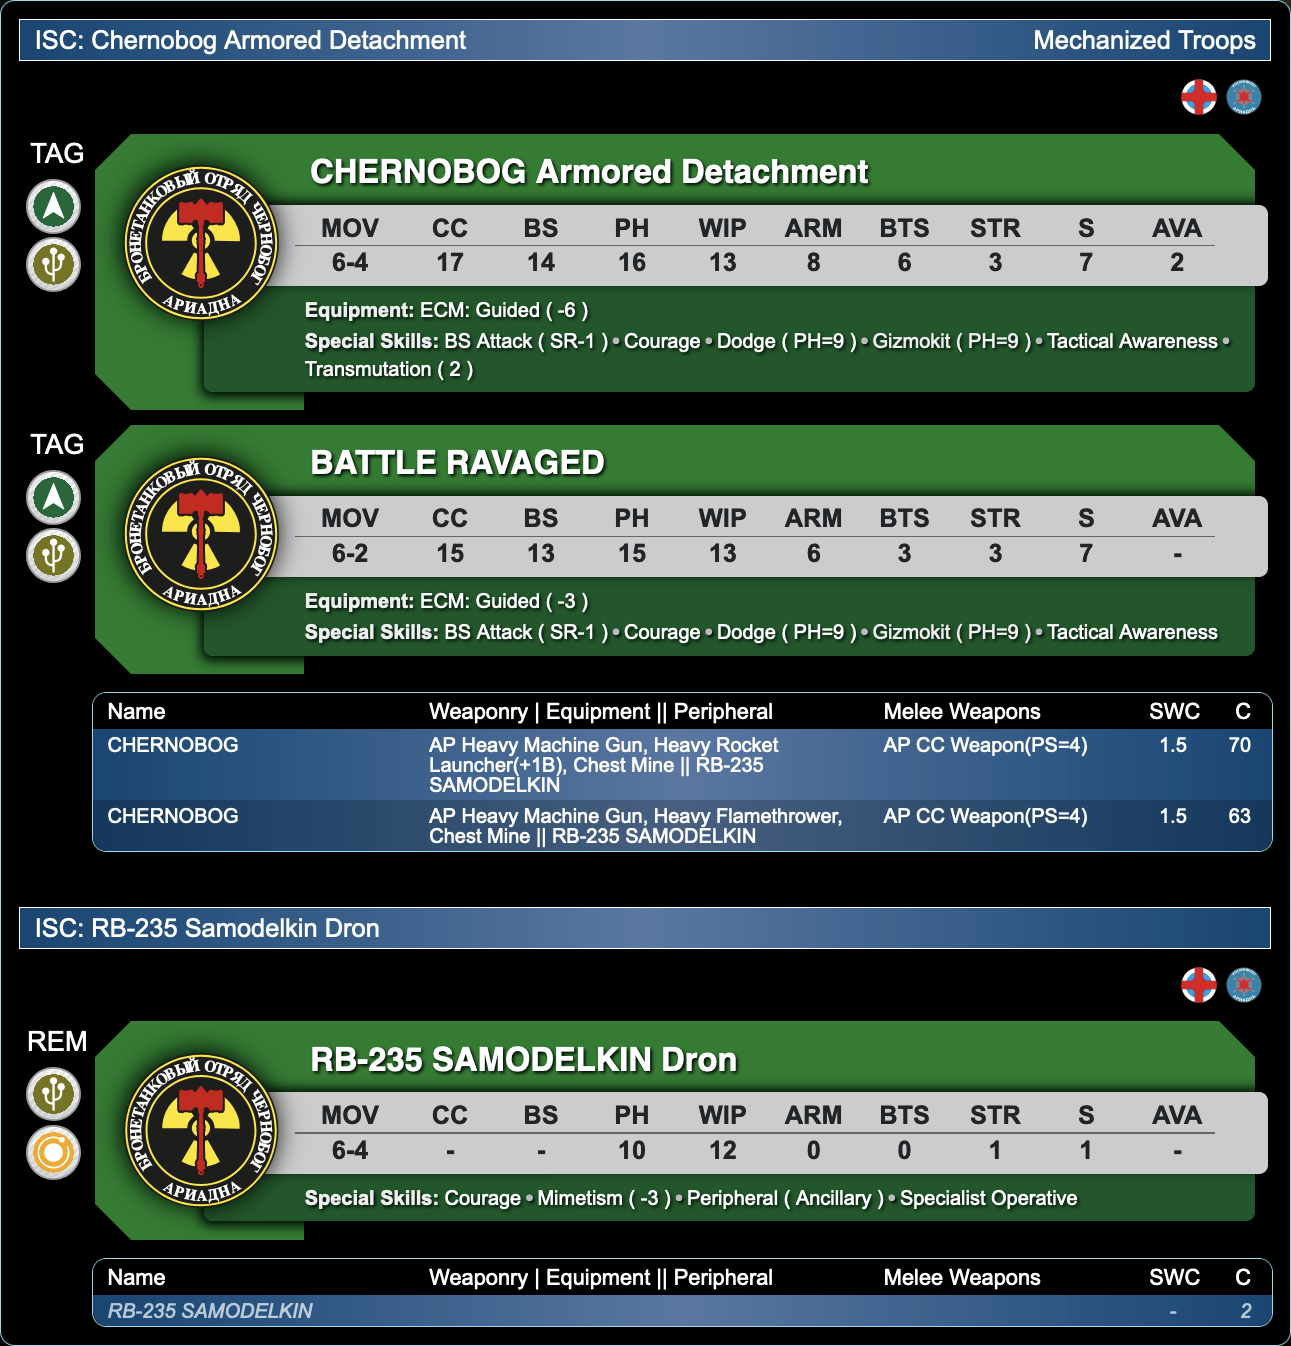 ISC: Chernobog Armored Detachment Mechanized Troops
TAG
CHERNOBOG Armored Detachment
БРОНЕТАНКОВЫЙ ОТРЯД ЧЕРНОБОГ
АРИАДНА
MOV CC BS PH WIP ARM BTS STR S AVA
6-4 17 14 16 13 8 6 3 7 2
Equipment: ECM: Guided ( -6 )
Special Skills: BS Attack ( SR-1 ) • Courage • Dodge ( PH=9 ) • Gizmokit ( PH=9 ) • Tactical Awareness •
Transmutation ( 2 )
TAG
BATTLE RAVAGED
БРОНЕТАНКОВЫЙ ОТРЯД ЧЕРНОБОГ
АРИАДНА
MOV CC BS PH WIP ARM BTS STR S AVA
6-2 15 13 15 13 6 3 3 7 -
Equipment: ECM: Guided ( -3 )
Special Skills: BS Attack ( SR-1 ) • Courage • Dodge ( PH=9 ) • Gizmokit ( PH=9 ) • Tactical Awareness
Name Weaponry | Equipment || Peripheral Melee Weapons SWC C
CHERNOBOG AP Heavy Machine Gun, Heavy Rocket AP CC Weapon(PS=4) 1.5 70
Launcher(+1B), Chest Mine || RB-235
SAMODELKIN
CHERNOBOG AP Heavy Machine Gun, Heavy Flamethrower, AP CC Weapon(PS=4) 1.5 63
Chest Mine || RB-235 SAMODELKIN
ISC: RB-235 Samodelkin Dron
REM
RB-235 SAMODELKIN Dron
БРОНЕТАНКОВЫЙ ОТРЯД ЧЕРНОБОГ
АРИАДНА
MOV CC BS PH WIP ARM BTS STR S AVA
6-4 - - 10 12 0 0 1 1 -
Special Skills: Courage • Mimetism ( -3 ) • Peripheral ( Ancillary ) • Specialist Operative
Name Weaponry | Equipment || Peripheral Melee Weapons SWC C
RB-235 SAMODELKIN - 2